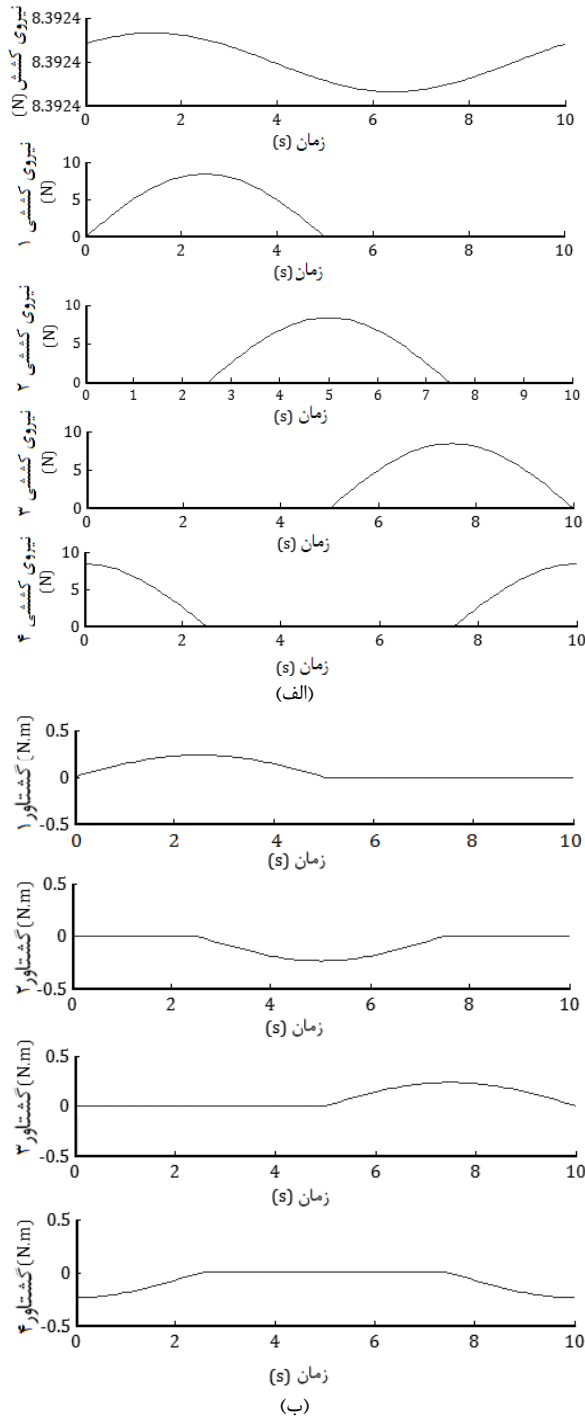 نیروی کشش (N)
8.3924
8.3924
8.3924
0 2 4 6 8 10
زمان (s)
نیروی کششی ۱ (N)
10
5
0
0 2 4 6 8 10
زمان (s)
نیروی کششی ۲ (N)
10
5
0
0 1 2 3 4 5 6 7 8 9 10
زمان (s)
نیروی کششی ۳ (N)
10
5
0
0 2 4 6 8 10
زمان (s)
نیروی کششی ۴ (N)
10
5
0
0 2 4 6 8 10
زمان (s)
(الف)
گشتاور۱ (N.m)
0.5
0
-0.5
0 2 4 6 8 10
زمان (s)
گشتاور۲ (N.m)
0.5
0
-0.5
0 2 4 6 8 10
زمان (s)
گشتاور۳ (N.m)
0.5
0
-0.5
0 2 4 6 8 10
زمان (s)
گشتاور۴ (N.m)
0.5
0
-0.5
0 2 4 6 8 10
زمان (s)
(ب)